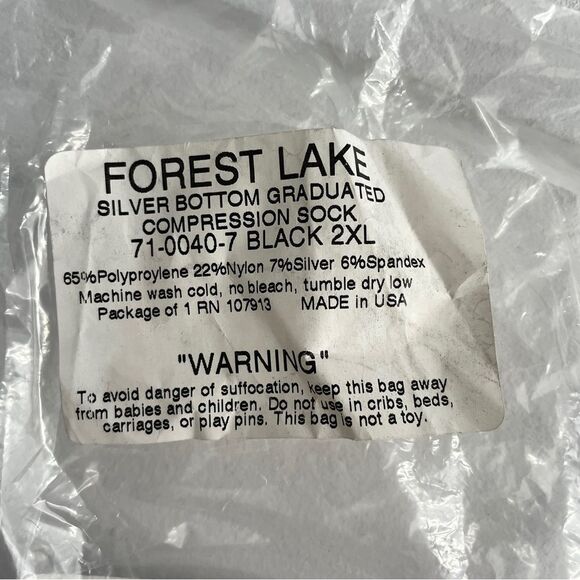 FOREST LAKE
SILVER BOTTOM GRADUATED
COMPRESSION SOCK
71-0040-7 BLACK 2XL
65%Polyproylene 22%Nylon 7%Silver 6%Spandex
Machine wash cold, no bleach, tumble dry low
Package of 1 RN 107913 MADE in USA
"WARNING"
To avoid danger of suffocation, keep this bag away
from babies and children. Do not use in cribs, beds,
carriages, or play pins. This bag is not a toy.